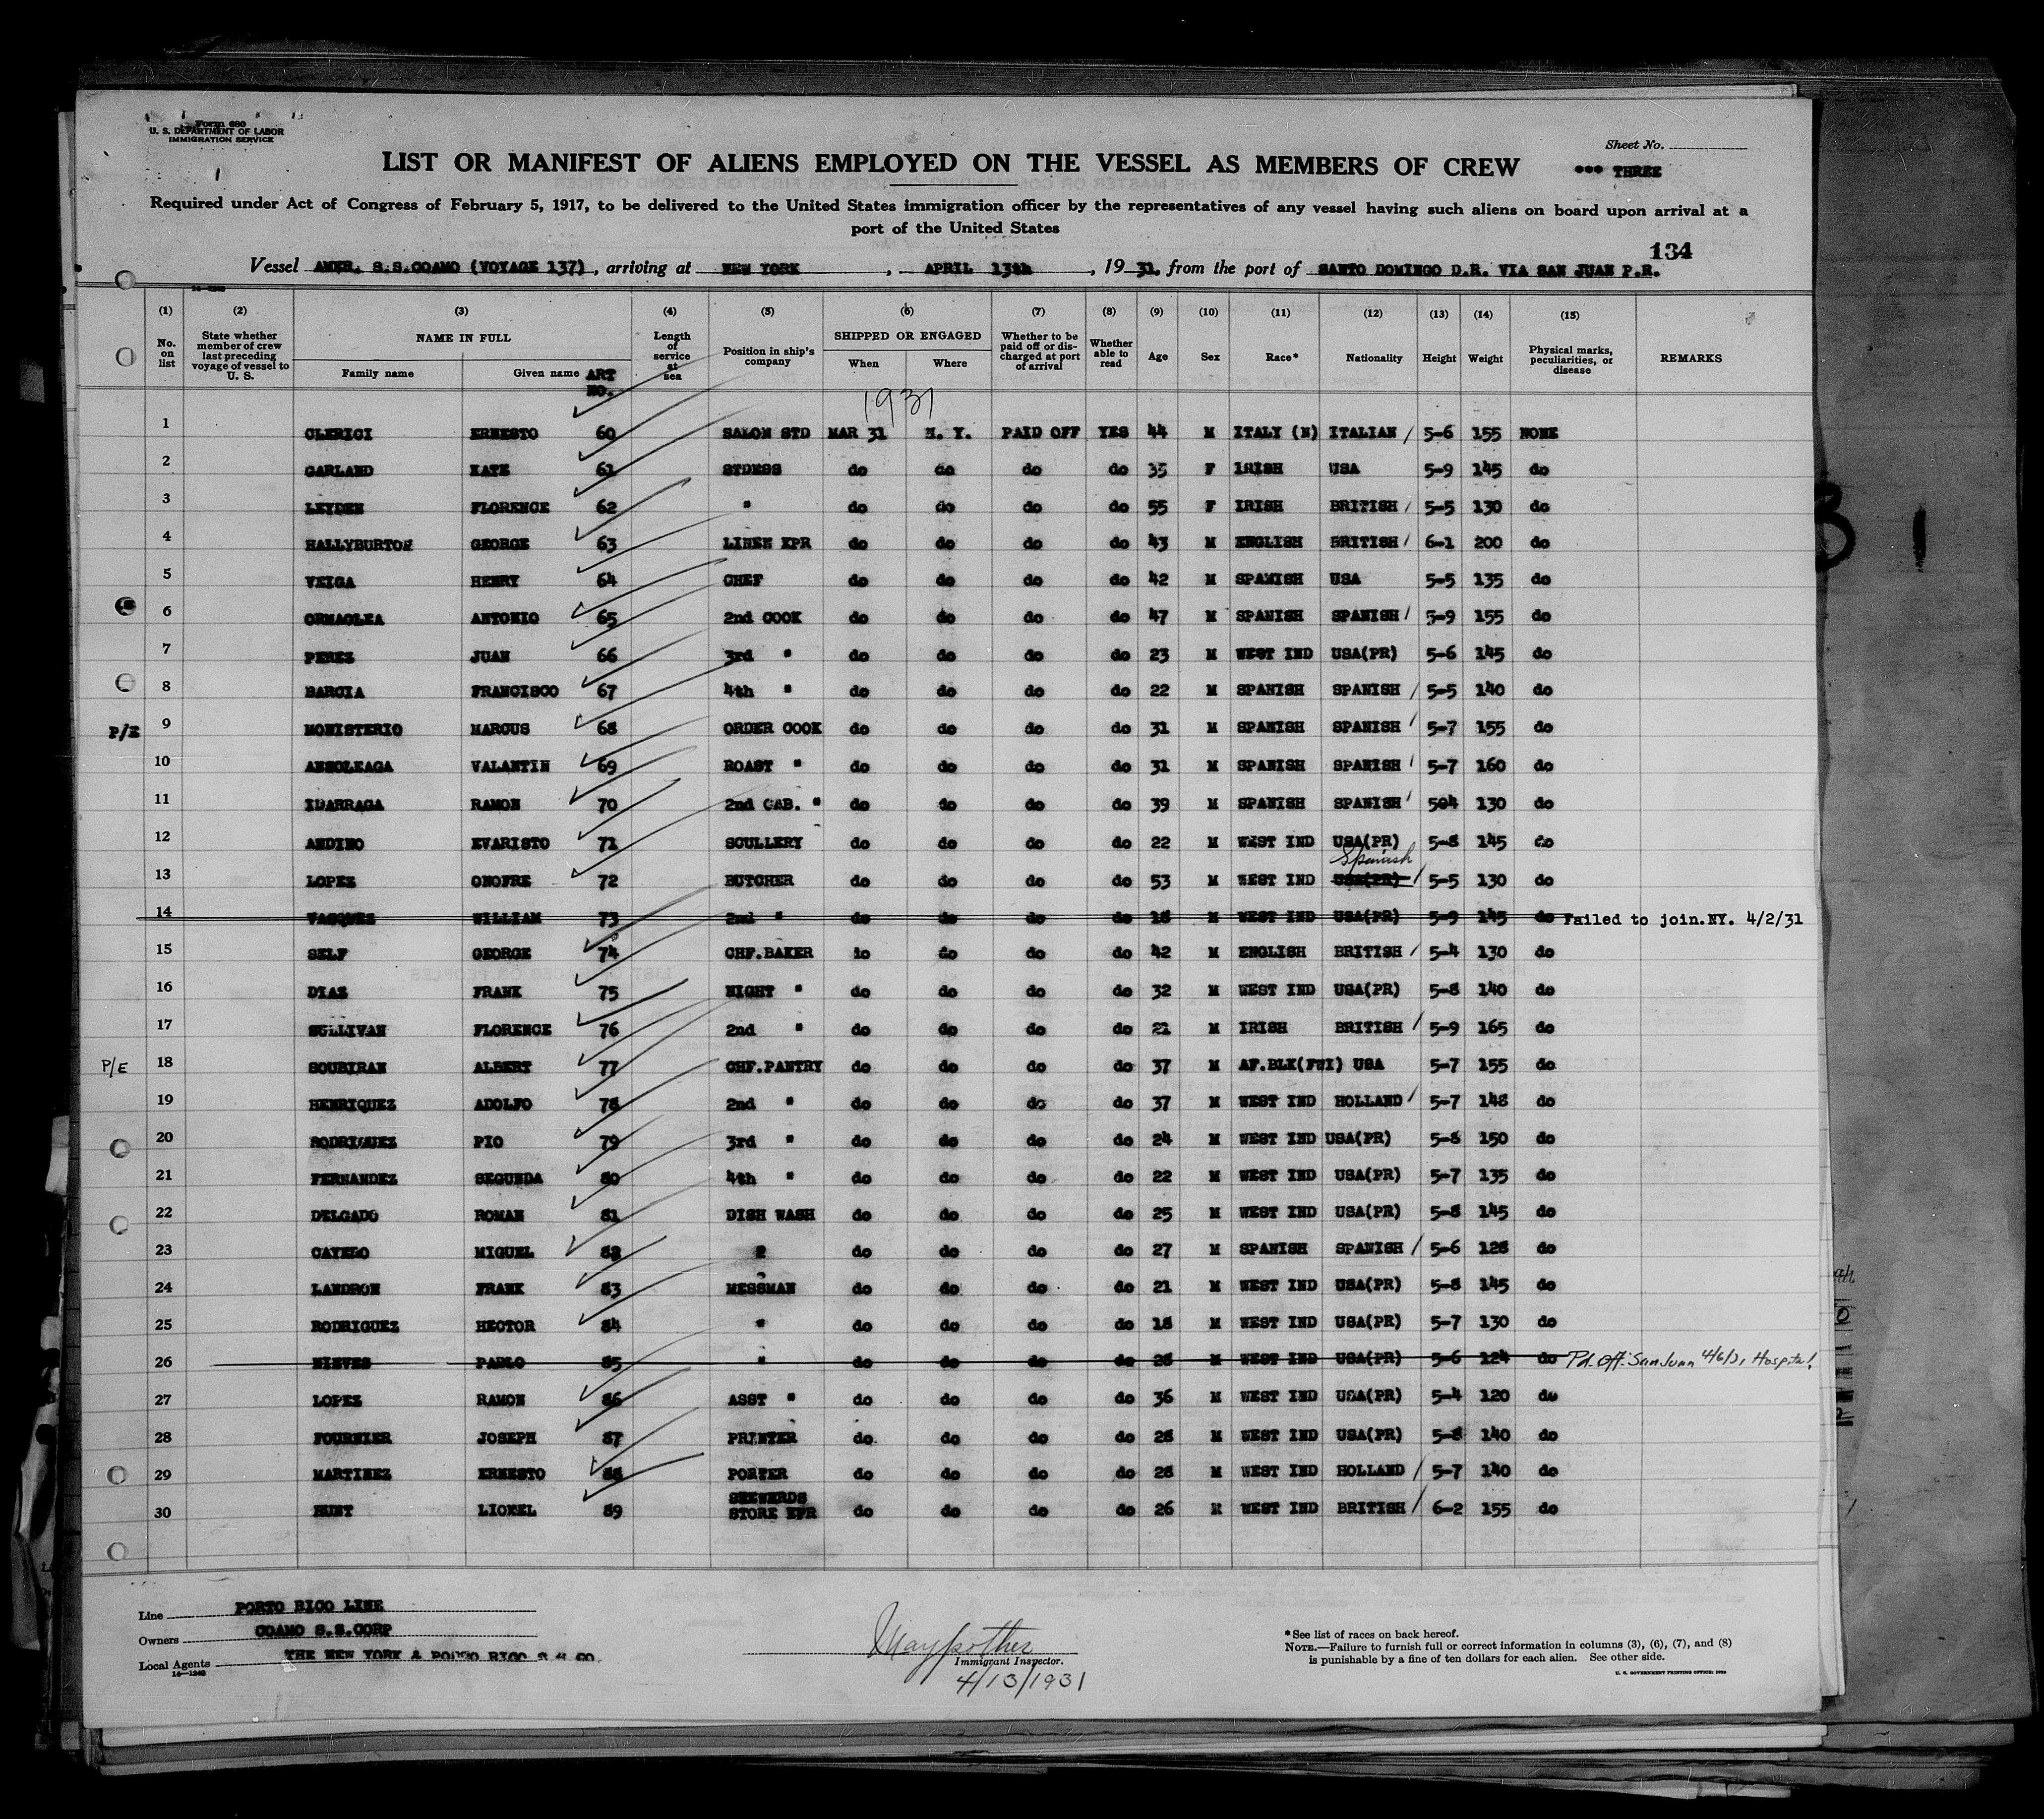 Form 680
U. S. DEPARTMENT OF LABOR
IMMIGRATION SERVICE
Sheet No.
LIST OR MANIFEST OF ALIENS EMPLOYED ON THE VESSEL AS MEMBERS OF CREW
*** THREE
Required under Act of Congress of February 5, 1917, to be delivered to the United States immigration officer by the representatives of any vessel having such aliens on board upon arrival at a
port of the United States
134
Vessel AMER. S.S.COAMO (VOYAGE 137), arriving at NEW YORK, APRIL 13th, 1931, from the port of SANTO DOMINGO D.R. VIA SAN JUAN P.R.
(1) (2) (3) (4) (5) (6) (7) (8) (9) (10) (11) (12) (13) (14) (15)
No. on list State whether member of crew last preceding voyage of vessel to U. S. NAME IN FULL Family name Given name ART NO. Length of service at sea Position in ship's company SHIPPED OR ENGAGED When Where Whether to be paid off or discharged at port of arrival Whether able to read Age Sex Race* Nationality Height Weight Physical marks, peculiarities, or disease REMARKS
1931
1 CLERICI ERNESTO 60 SALON STD MAR 31 N. Y. PAID OFF YES 44 M ITALY (N) ITALIAN / 5-6 155 NONE
2 GARLAND KATE 61 STDESS do do do do 35 F IRISH USA 5-9 145 do
3 LEYDEN FLORENCE 62 " do do do do 55 F IRISH BRITISH / 5-5 130 do
4 HALLYBURTON GEORGE 63 LINEN KPR do do do do 43 M ENGLISH BRITISH / 6-1 200 do
5 VEIGA HENRY 64 CHEF do do do do 42 M SPANISH USA 5-5 135 do
6 ORMAOLEA ANTONIO 65 2nd COOK do do do do 47 M SPANISH SPANISH / 5-9 155 do
7 PEREZ JUAN 66 3rd " do do do do 23 M WEST IND USA(PR) 5-6 145 do
8 BARCIA FRANCISCO 67 4th " do do do do 22 M SPANISH SPANISH / 5-5 140 do
P/E 9 MONISTERIO MARCUS 68 ORDER COOK do do do do 31 M SPANISH SPANISH / 5-7 155 do
10 ANSOLEAGA VALANTIN 69 ROAST " do do do do 31 M SPANISH SPANISH / 5-7 160 do
11 IDARRAGA RAMON 70 2nd CAB. " do do do do 39 M SPANISH SPANISH / 504 130 do
12 ANDINO EVARISTO 71 SCULLERY do do do do 22 M WEST IND USA(PR) 5-8 145 do
Spanish
13 LOPEZ ONOFRE 72 BUTCHER do do do do 53 M WEST IND USA(PR) / 5-5 130 do
14 VASQUES WILLIAM 73 2nd " do do do do 18 M WEST IND USA(PR) 5-9 145 do Failed to join.NY. 4/2/31
15 SELF GEORGE 74 CHF.BAKER do do do do 42 M ENGLISH BRITISH / 5-4 130 do
16 DIAZ FRANK 75 NIGHT " do do do do 32 M WEST IND USA(PR) 5-8 140 do
17 SULLIVAN FLORENCE 76 2nd " do do do do 21 M IRISH BRITISH / 5-9 165 do
P/E 18 SOUBIRAN ALBERT 77 CHF.PANTRY do do do do 37 M AF.BLK(FWI) USA 5-7 155 do
19 HENRIQUEZ ADOLFO 78 2nd " do do do do 37 M WEST IND HOLLAND / 5-7 148 do
20 RODRIGUEZ PIO 79 3rd " do do do do 24 M WEST IND USA(PR) 5-8 150 do
21 FERNANDEZ SEGUNDA 80 4th " do do do do 22 M WEST IND USA(PR) 5-7 135 do
22 DELGADO ROMAN 81 DISH WASH do do do do 25 M WEST IND USA(PR) 5-8 145 do
23 CAYELO MIGUEL 82 do do do do 27 M SPANISH SPANISH / 5-6 128 do
24 LANDRON FRANK 83 MESSMAN do do do do 21 M WEST IND USA(PR) 5-8 145 do
25 RODRIGUEZ HECTOR 84 " do do do do 18 M WEST IND USA(PR) 5-7 130 do
26 NIEVES PABLO 85 " do do do do 28 M WEST IND USA(PR) 5-6 124 do Pd. Off. San Juan 4/6/31 Hospital
27 LOPEZ RAMON 86 ASST " do do do do 36 M WEST IND USA(PR) 5-4 120 do
28 FOURNIER JOSEPH 87 PRINTER do do do do 28 M WEST IND USA(PR) 5-8 140 do
29 MARTINEZ ERNESTO 88 PORTER do do do do 28 M WEST IND HOLLAND / 5-7 140 do
30 HUNT LIONEL 89 STEWERDS STORE KPR do do do do 26 M WEST IND BRITISH / 6-2 155 do
Line PORTO RICO LINE
Owners COAMO S.S.CORP
Local Agents THE NEW YORK & PORTO RICO S S CO.
14-1240
Immigrant Inspector.
4/13/1931
*See list of races on back hereof.
NOTE.—Failure to furnish full or correct information in columns (3), (6), (7), and (8)
is punishable by a fine of ten dollars for each alien. See other side.
U. S. GOVERNMENT PRINTING OFFICE: 1930